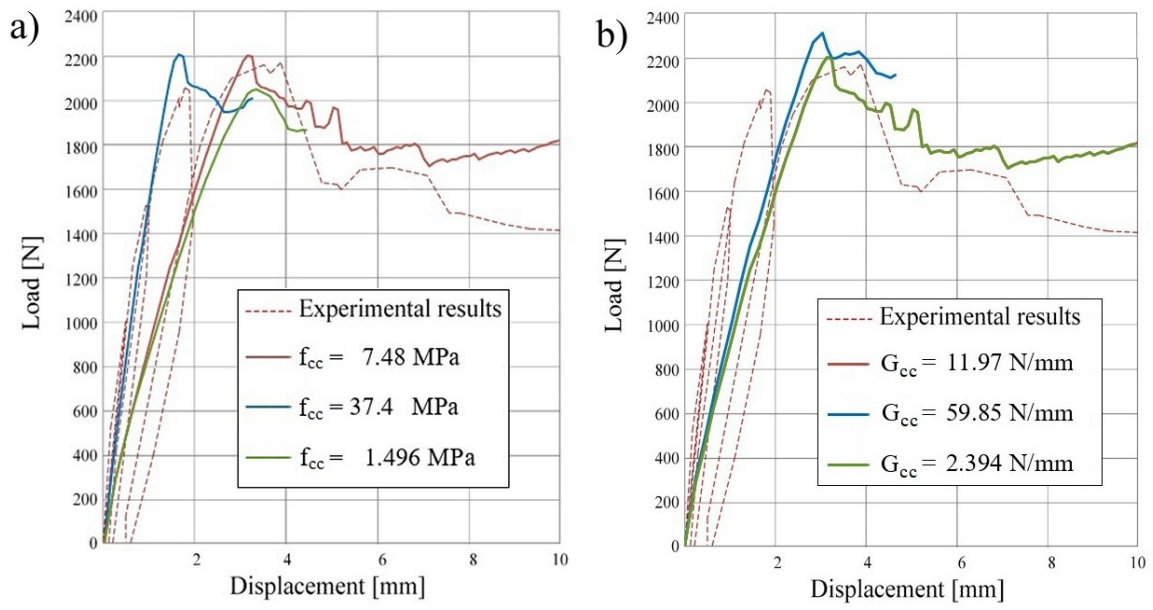 a)
2400
2200
2000
1800
1600
1400
1200
1000
800
600
400
200
0
Load [N]
2
4
6
8
10
Displacement [mm]
Experimental results
fcc = 7.48 MPa
fcc = 37.4 MPa
fcc = 1.496 MPa
b)
2400
2200
2000
1800
1600
1400
1200
1000
800
600
400
200
0
Load [N]
2
4
6
8
10
Displacement [mm]
Experimental results
Gcc = 11.97 N/mm
Gcc = 59.85 N/mm
Gcc = 2.394 N/mm